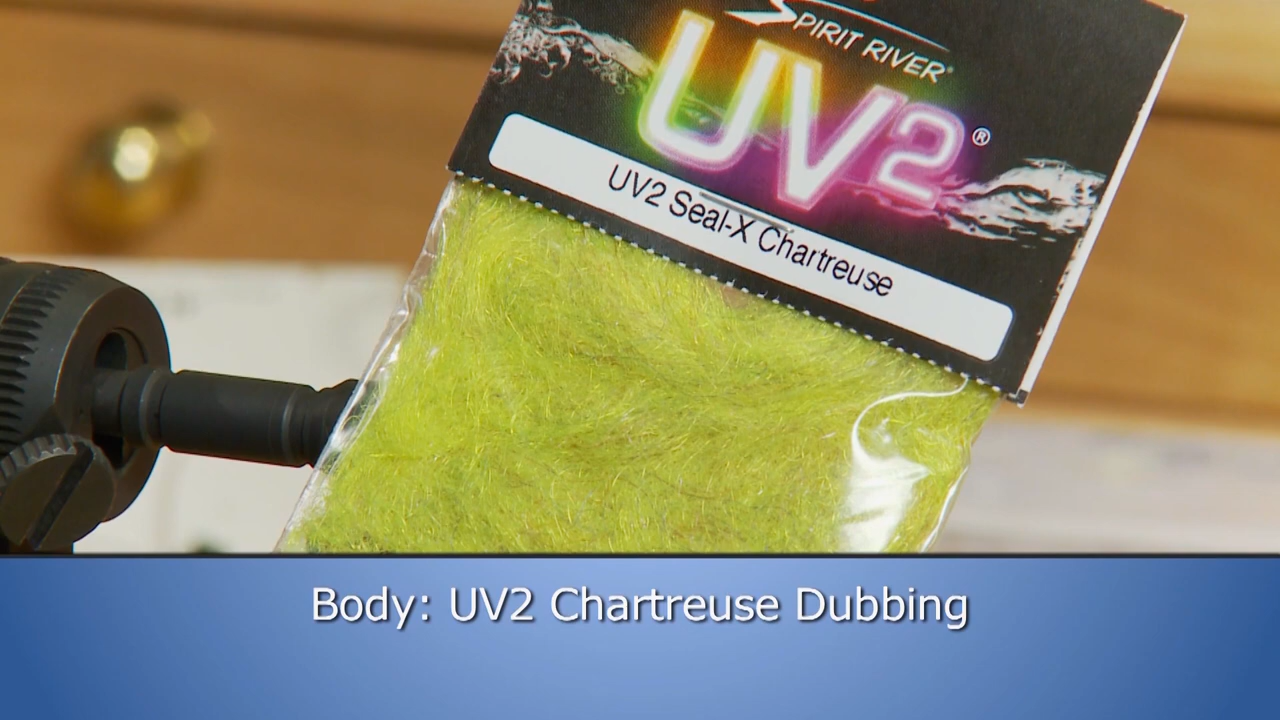 SPIRIT RIVER®
UV2®
UV2 Seal-X Chartreuse
Body: UV2 Chartreuse Dubbing